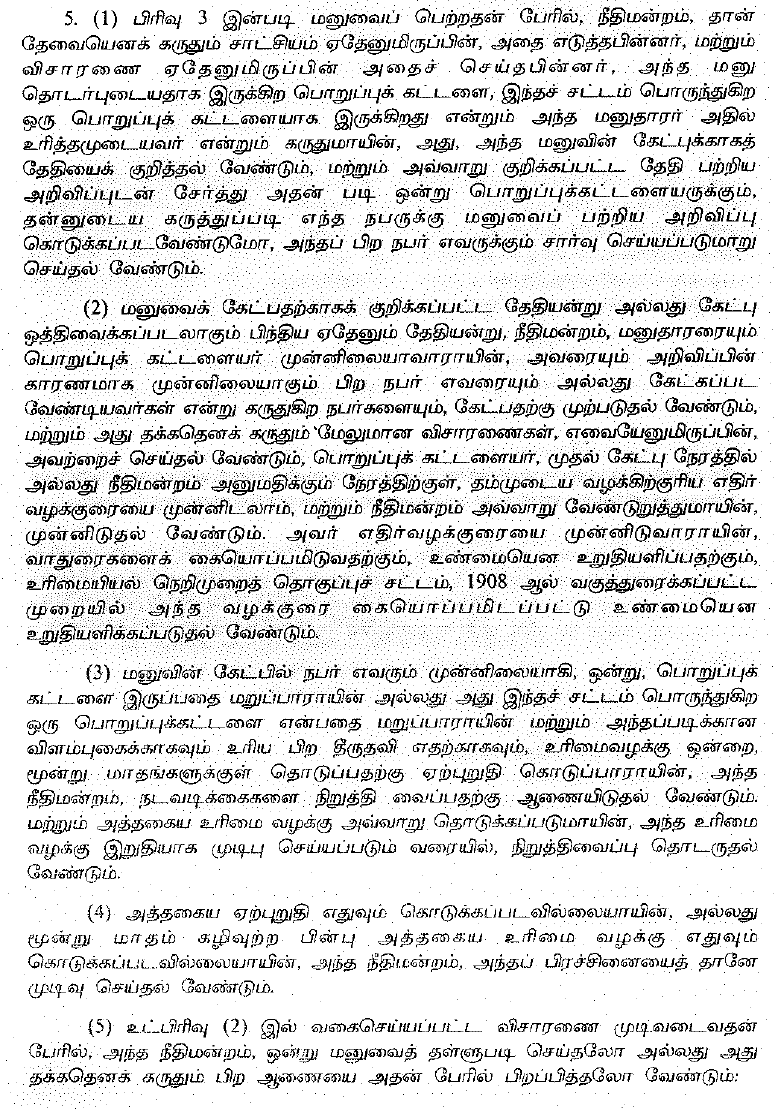 5. (1) பிரிவு 3 இன்படி மனுவைப் பெற்றதன் பேரில், நீதிமன்றம், தான்
தேவையெனக் கருதும் சாட்சியம் ஏதேனுமிருப்பின், அதை எடுத்தபின்னர், மற்றும்
விசாரணை ஏதேனுமிருப்பின் அதைச் செய்தபின்னர், அந்த மனு
தொடர்புடையதாக இருக்கிற பொறுப்புக் கட்டளை, இந்தச் சட்டம் பொருந்துகிற
ஒரு பொறுப்புக் கட்டளையாக இருக்கிறது என்றும் அந்த மனுதாரர் அதில்
உரித்தமுடையவர் என்றும் கருதுமாயின், அது, அந்த மனுவின் கேட்புக்காகத்
தேதியைக் குறித்தல் வேண்டும், மற்றும் அவ்வாறு குறிக்கப்பட்ட தேதி பற்றிய
அறிவிப்புடன் சேர்த்து அதன் படி ஒன்று பொறுப்புக்கட்டளையருக்கும்,
தன்னுடைய கருத்துப்படி எந்த நபருக்கு மனுவைப் பற்றிய அறிவிப்பு
கொடுக்கப்படவேண்டுமோ, அந்தப் பிற நபர் எவருக்கும் சார்வு செய்யப்படுமாறு
செய்தல் வேண்டும்.
(2) மனுவைக் கேட்பதற்காகக் குறிக்கப்பட்ட தேதியன்று அல்லது கேட்பு
ஒத்திவைக்கப்படலாகும் பிந்திய ஏதேனும் தேதியன்று, நீதிமன்றம், மனுதாரரையும்
பொறுப்புக் கட்டளையர் முன்னிலையாவாராயின், அவரையும் அறிவிப்பின்
காரணமாக முன்னிலையாகும் பிற நபர் எவரையும் அல்லது கேட்கப்பட
வேண்டியவர்கள் என்று கருதுகிற நபர்களையும், கேட்பதற்கு முற்படுதல் வேண்டும்,
மற்றும் அது தக்கதெனக் கருதும் மேலுமான விசாரணைகள், எவையேனுமிருப்பின்,
அவற்றைச் செய்தல் வேண்டும், பொறுப்புக் கட்டளையர், முதல் கேட்பு நேரத்தில்
அல்லது நீதிமன்றம் அனுமதிக்கும் நேரத்திற்குள், தம்முடைய வழக்கிற்குரிய எதிர்
வழக்குரையை முன்னிடலாம், மற்றும் நீதிமன்றம் அவ்வாறு வேண்டுறுத்துமாயின்,
முன்னிடுதல் வேண்டும். அவர் எதிர்வழக்குரையை முன்னிடுவாராயின்,
வாதுரைகளைக் கையொப்பமிடுவதற்கும், உண்மையென உறுதியளிப்பதற்கும்,
உரிமையியல் நெறிமுறைத் தொகுப்புச் சட்டம், 1908 ஆல் வகுத்துரைக்கப்பட்ட
முறையில் அந்த வழக்குரை கையொப்பமிடப்பட்டு உண்மையென
உறுதியளிக்கப்படுதல் வேண்டும்.
(3) மனுவின் கேட்பில் நபர் எவரும் முன்னிலையாகி, ஒன்று, பொறுப்புக்
கட்டளை இருப்பதை மறுப்பாராயின் அல்லது அது இந்தச் சட்டம் பொருந்துகிற
ஒரு பொறுப்புக்கட்டளை என்பதை மறுப்பாராயின் மற்றும் அந்தப்படிக்கான
விளம்புகைக்காகவும் உரிய பிற தீருதவி எதற்காகவும், உரிமைவழக்கு ஒன்றை,
மூன்று மாதங்களுக்குள் தொடுப்பதற்கு ஏற்புறுதி கொடுப்பாராயின், அந்த
நீதிமன்றம், நடவடிக்கைகளை நிறுத்தி வைப்பதற்கு ஆணையிடுதல் வேண்டும்.
மற்றும் அத்தகைய உரிமை வழக்கு அவ்வாறு தொடுக்கப்படுமாயின், அந்த உரிமை
வழக்கு இறுதியாக முடிபு செய்யப்படும் வரையில், நிறுத்திவைப்பு தொடருதல்
வேண்டும்.
(4) அத்தகைய ஏற்புறுதி எதுவும் கொடுக்கப்படவில்லையாயின், அல்லது
மூன்று மாதம் கழிவுற்ற பின்பு அத்தகைய உரிமை வழக்கு எதுவும்
கொடுக்கப்படவில்லையாயின், அந்த நீதிமன்றம், அந்தப் பிரச்சினையைத் தானே
முடிவு செய்தல் வேண்டும்.
(5) உட்பிரிவு (2) இல் வகைசெய்யப்பட்ட விசாரணை முடிவடைவதன்
பேரில், அந்த நீதிமன்றம், ஒன்று மனுவைத் தள்ளுபடி செய்தலோ அல்லது அது
தக்கதெனக் கருதும் பிற ஆணையை அதன் பேரில் பிறப்பித்தலோ வேண்டும்: